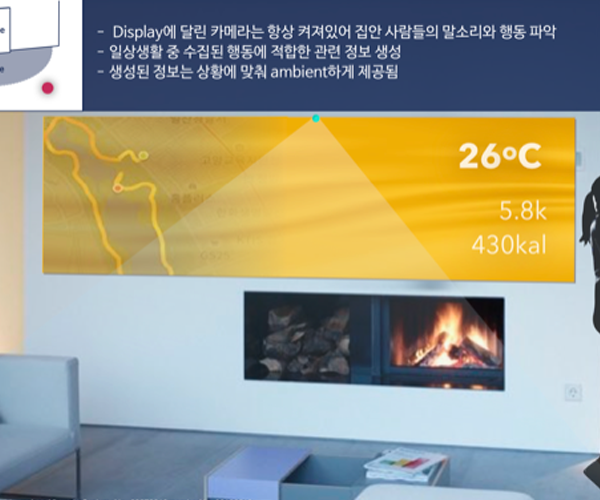 - Display에 달린 카메라는 항상 켜져있어 집안 사람들의 말소리와 행동 파악
- 일상생활 중 수집된 행동에 적합한 관련 정보 생성
- 생성된 정보는 상황에 맞춰 ambient하게 제공됨
26ºC
5.8k
430kal